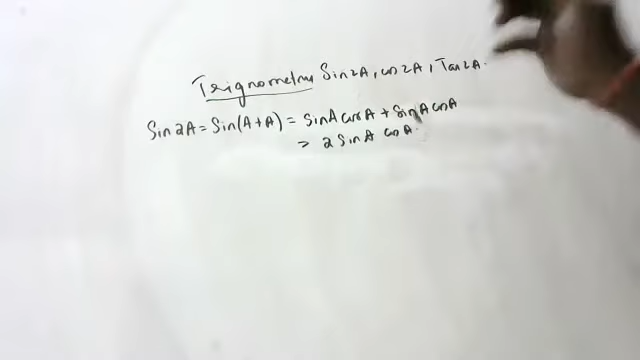 Trignometry Sin2A, cos2A, Tan2A.
Sin2A = Sin(A+A) = SinA cosA + SinA cosA
= 2 SinA cosA.